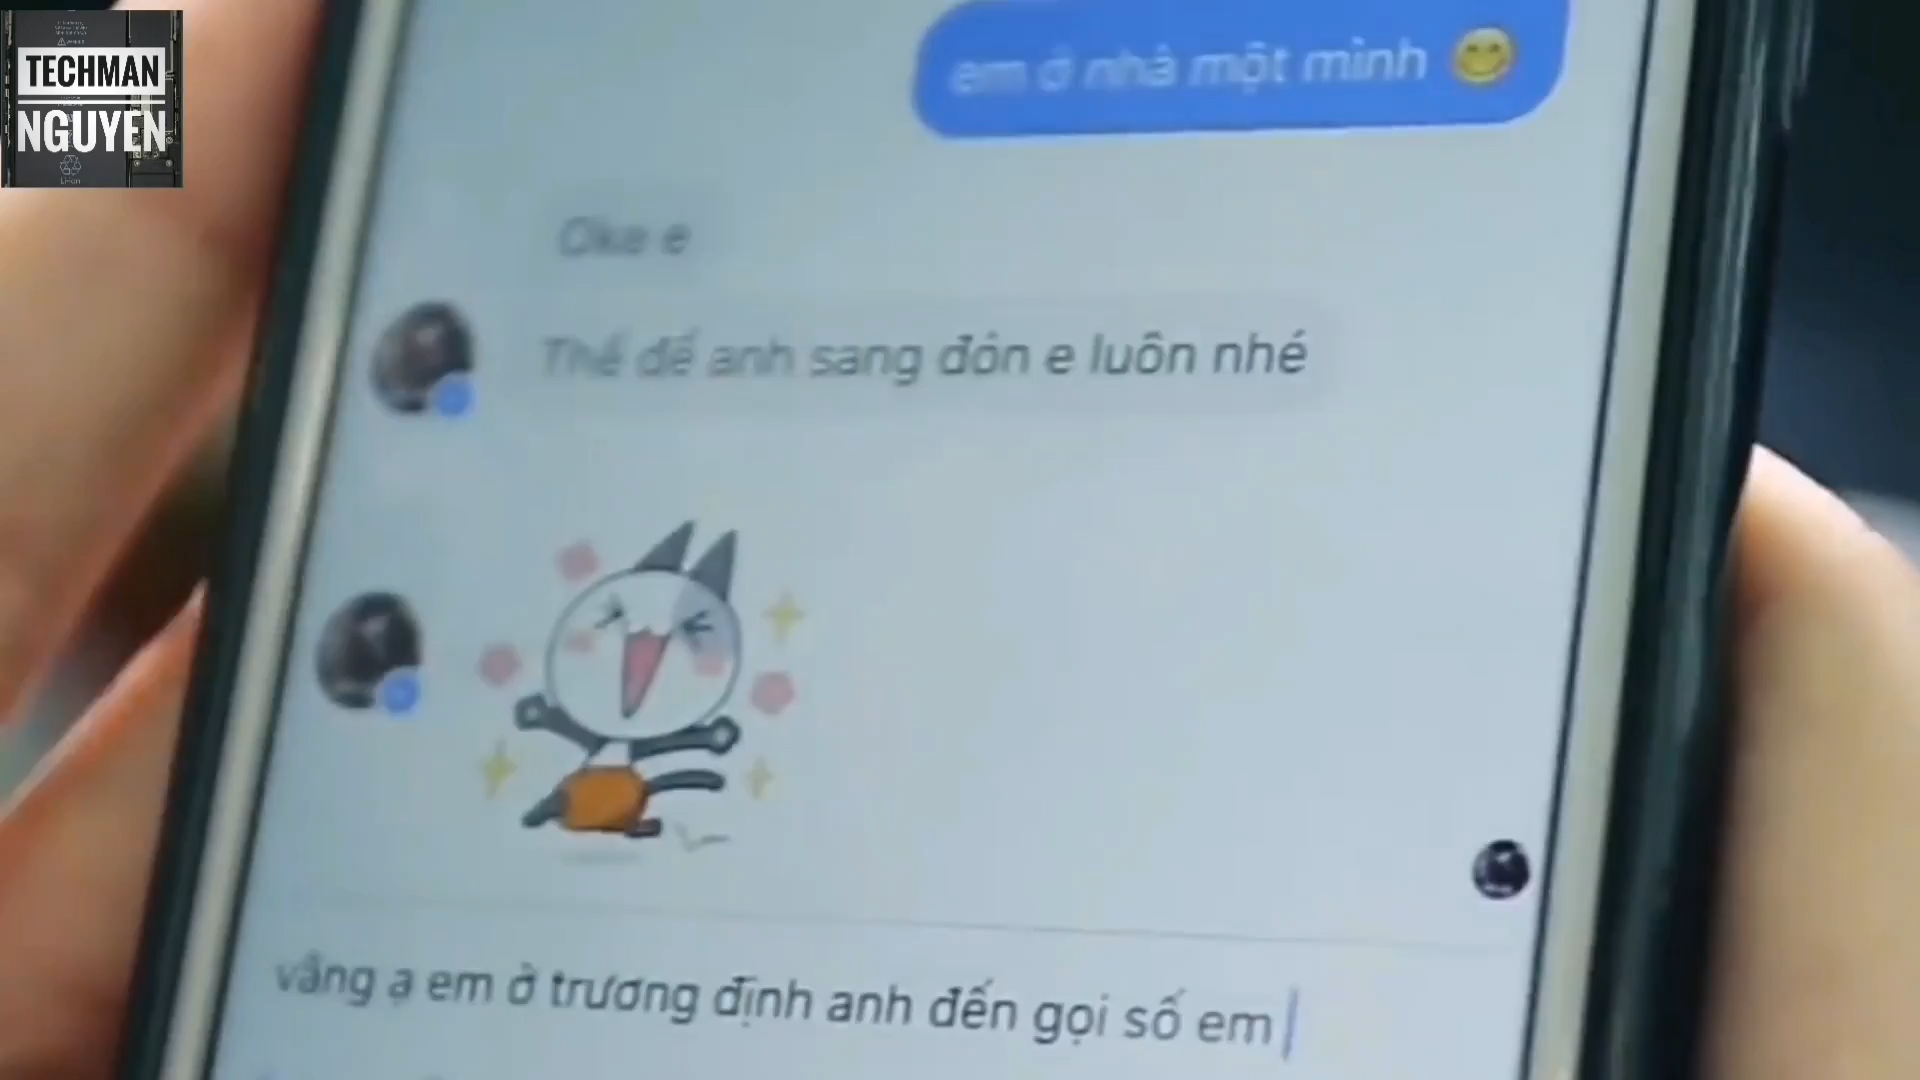 TECHMAN
NGUYEN
em ở nhà một mình 😊
Oke e
Thế để anh sang đón e luôn nhé
vâng ạ em ở trương định anh đến gọi số em